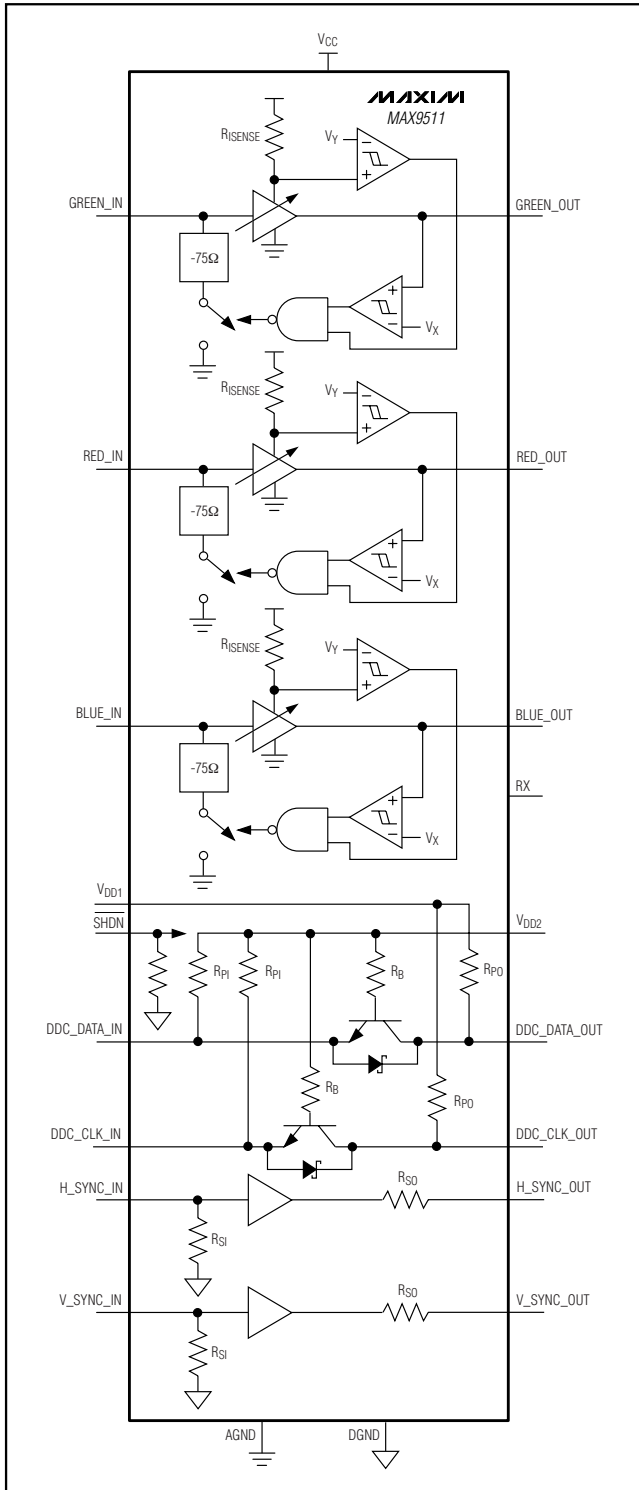 VCC
MAXIM
MAX9511
RISENSE
VY
−
+
GREEN_IN
GREEN_OUT
-75Ω
+
−
VX
RISENSE
VY
−
+
RED_IN
RED_OUT
-75Ω
+
−
VX
RISENSE
VY
−
+
BLUE_IN
BLUE_OUT
-75Ω
RX
+
−
VX
VDD1
SHDN
VDD2
RPI
RPI
RB
RPO
DDC_DATA_IN
DDC_DATA_OUT
RB
RPO
DDC_CLK_IN
DDC_CLK_OUT
H_SYNC_IN
RSO
H_SYNC_OUT
RSI
V_SYNC_IN
RSO
V_SYNC_OUT
RSI
AGND
DGND